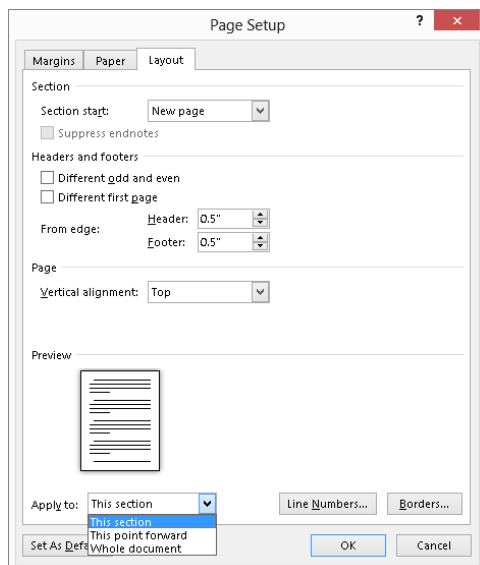 Page Setup
?
Margins Paper Layout
Section
Section start: New page
Suppress endnotes
Headers and footers
Different odd and even
Different first page
Header: 0.5"
From edge:
Footer: 0.5"
Page
Vertical alignment: Top
Preview
Apply to: This section
Line Numbers... Borders...
This section
This point forward
Whole document
Set As Defa
OK Cancel